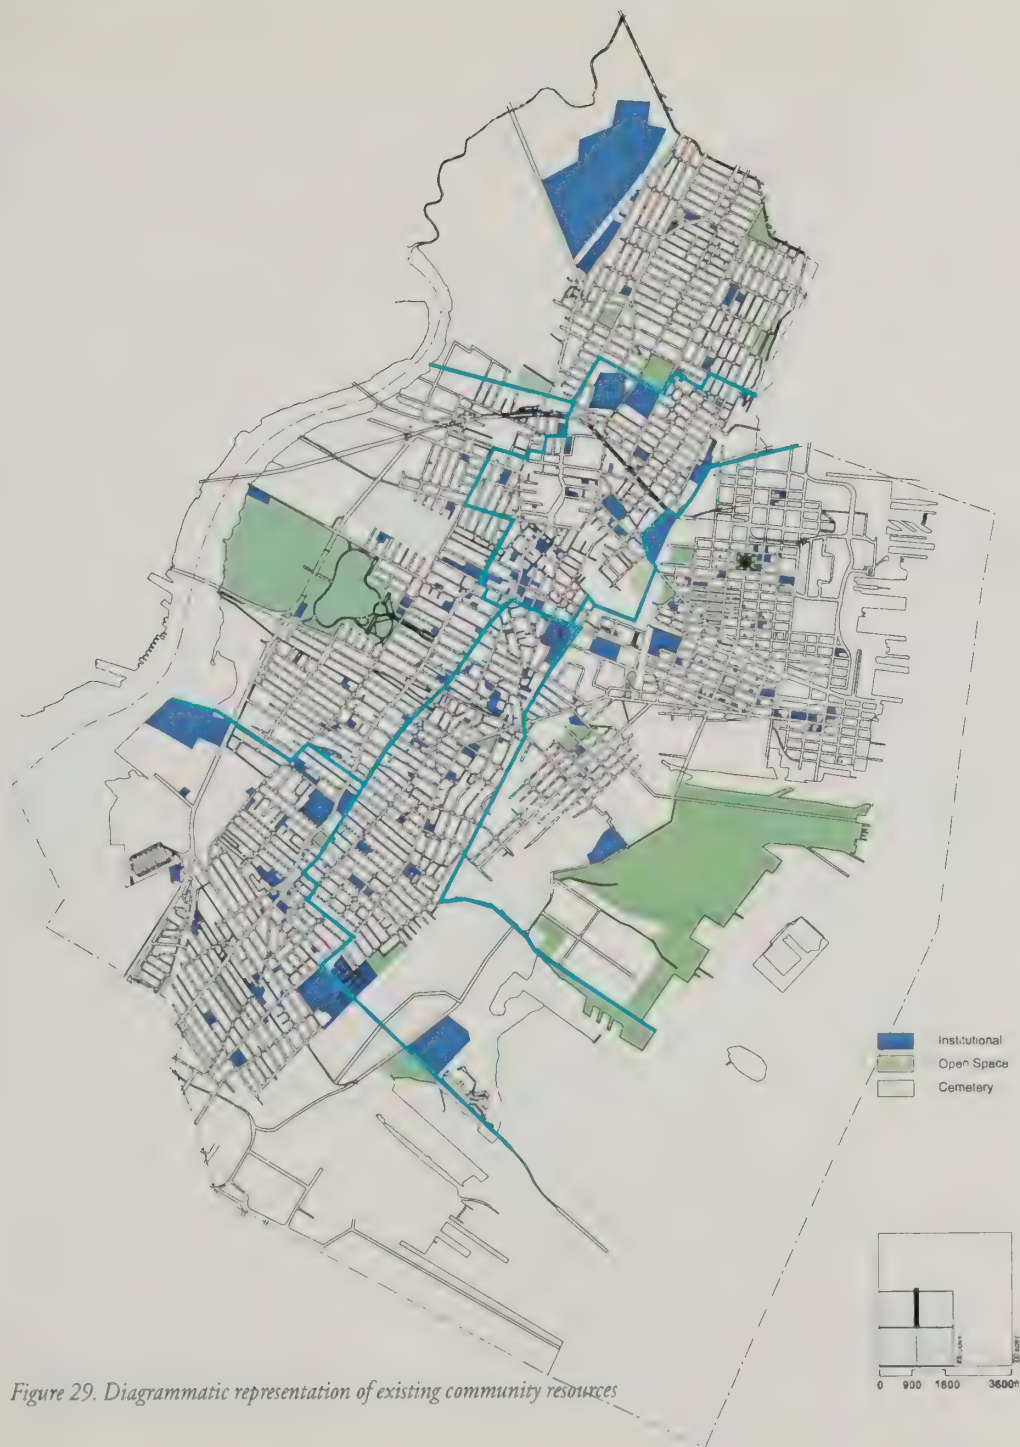 Institutional
Open Space
Cemetery
0 900 1800 3600ft
Figure 29. Diagrammatic representation of existing community resources